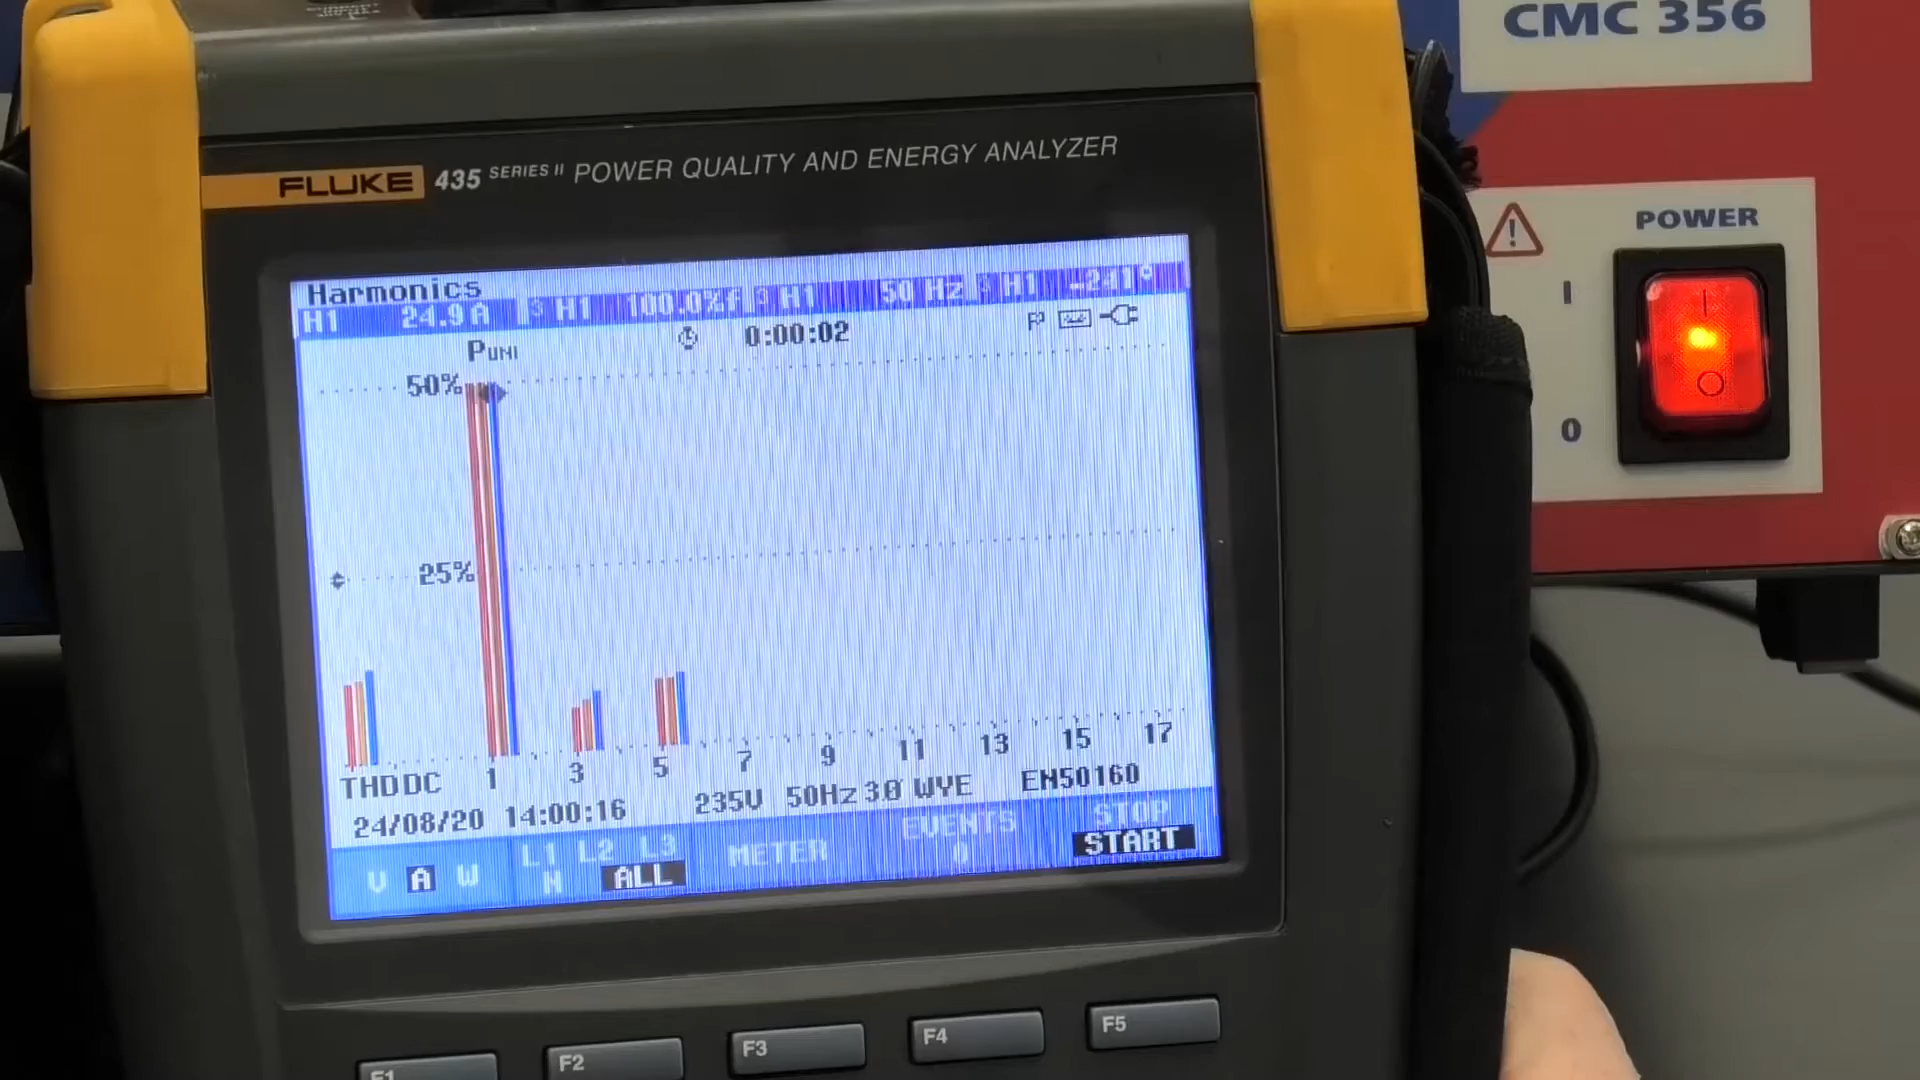 CMC 356
FLUKE 435 SERIES II POWER QUALITY AND ENERGY ANALYZER
POWER
I
0
Harmonics
H1 24.9A H1 100.0%f H1 50 Hz H1 -241°
PUNI 0:00:02
50%
25%
THDDC 1 3 5 7 9 11 13 15 17
24/08/20 14:00:16 235V 50Hz 3Ø WYE EN50160
V A W L1 L2 L3 N ALL METER EVENTS 0 STOP START
F1 F2 F3 F4 F5